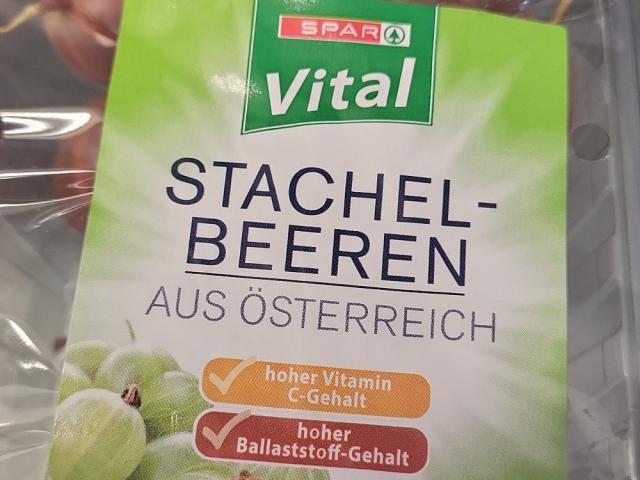 SPAR
Vital
STACHEL-
BEEREN
AUS ÖSTERREICH
hoher Vitamin
C-Gehalt
hoher
Ballaststoff-Gehalt